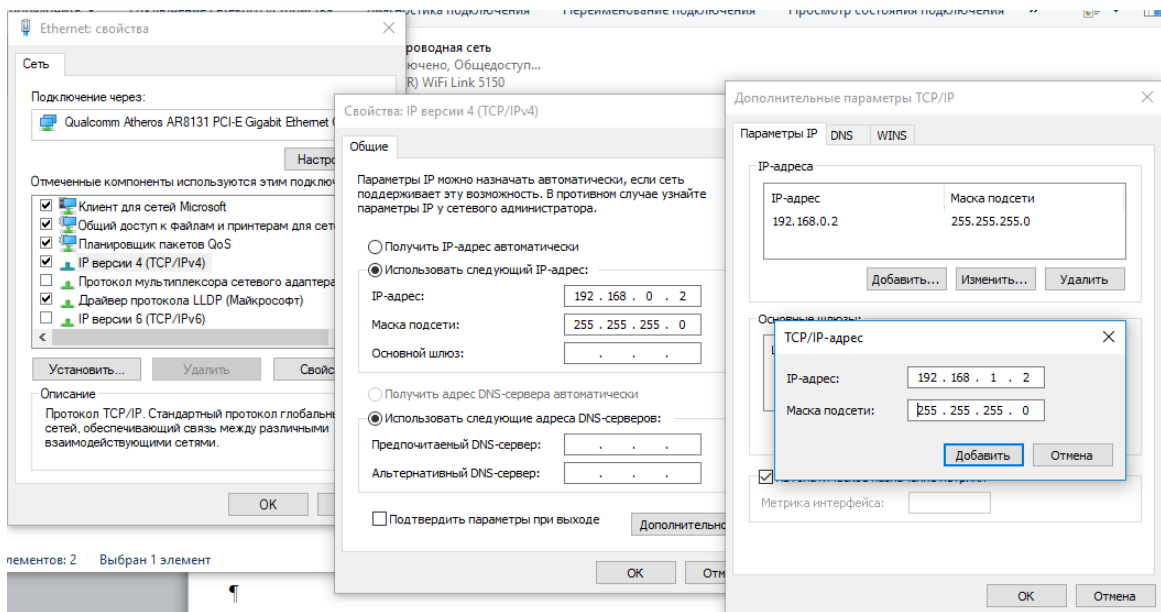 Отключение сетевого устройства
Диагностика подключения
Переименование подключения
Просмотр состояния подключения
»
Ethernet: свойства
Сеть
Подключение через:
Qualcomm Atheros AR8131 PCI-E Gigabit Ethernet
Настро
Отмеченные компоненты используются этим подклю
Клиент для сетей Microsoft
Общий доступ к файлам и принтерам для сет
Планировщик пакетов QoS
IP версии 4 (TCP/IPv4)
Протокол мультиплексора сетевого адаптера
Драйвер протокола LLDP (Майкрософт)
IP версии 6 (TCP/IPv6)
Установить...
Удалить
Свойс
Описание
Протокол TCP/IP. Стандартный протокол глобальн
сетей, обеспечивающий связь между различными
взаимодействующими сетями.
OK
лементов: 2 Выбран 1 элемент
роводная сеть
ючено, Общедоступ...
R) WiFi Link 5150
Свойства: IP версии 4 (TCP/IPv4)
Общие
Параметры IP можно назначать автоматически, если сеть
поддерживает эту возможность. В противном случае узнайте
параметры IP у сетевого администратора.
Получить IP-адрес автоматически
Использовать следующий IP-адрес:
IP-адрес: 192 . 168 . 0 . 2
Маска подсети: 255 . 255 . 255 . 0
Основной шлюз: . . .
Получить адрес DNS-сервера автоматически
Использовать следующие адреса DNS-серверов:
Предпочитаемый DNS-сервер: . . .
Альтернативный DNS-сервер: . . .
Подтвердить параметры при выходе
Дополнительно
OK
Отм
¶
Дополнительные параметры TCP/IP
Параметры IP DNS WINS
IP-адреса
IP-адрес Маска подсети
192.168.0.2 255.255.255.0
Добавить... Изменить... Удалить
Основные шлюзы:
TCP/IP-адрес
IP-адрес: 192 . 168 . 1 . 2
Маска подсети: 255 . 255 . 255 . 0
Добавить Отмена
Метрика интерфейса:
OK Отмена